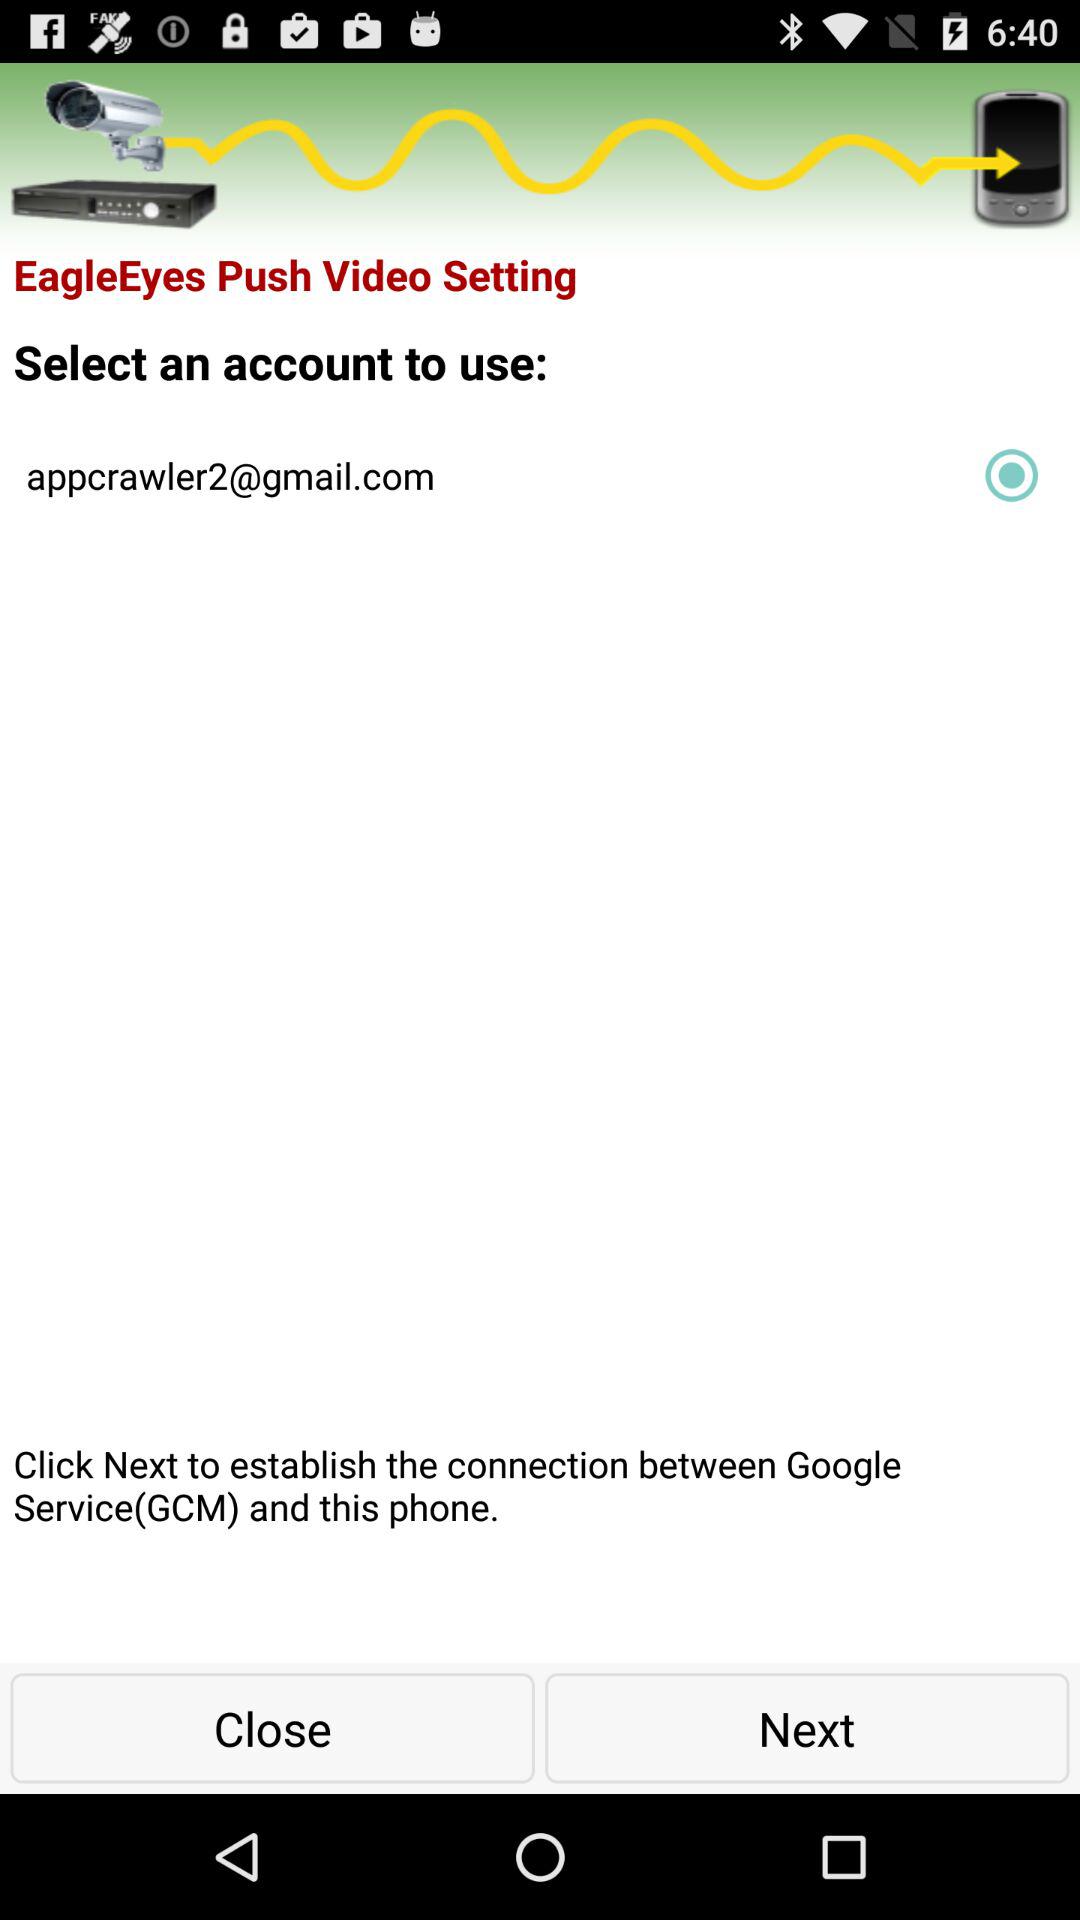 FAKE
6:40
EagleEyes Push Video Setting
Select an account to use:
appcrawler2@gmail.com
Click Next to establish the connection between Google
Service(GCM) and this phone.
Close
Next